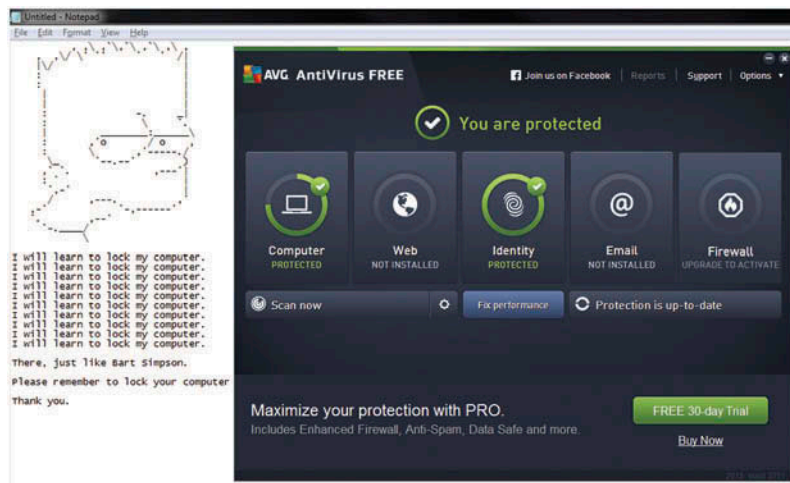 Untitled - Notepad
File Edit Format View Help
I will learn to lock my computer.
I will learn to lock my computer.
I will learn to lock my computer.
I will learn to lock my computer.
I will learn to lock my computer.
I will learn to lock my computer.
I will learn to lock my computer.
I will learn to lock my computer.
I will learn to lock my computer.
I will learn to lock my computer.
There, just like Bart Simpson.
Please remember to lock your computer
Thank you.
AVG AntiVirus FREE
Join us on Facebook | Reports | Support | Options
You are protected
Computer
PROTECTED
Web
NOT INSTALLED
Identity
PROTECTED
Email
NOT INSTALLED
Firewall
UPGRADE TO ACTIVATE
Scan now
Fix performance
Protection is up-to-date
Maximize your protection with PRO.
Includes Enhanced Firewall, Anti-Spam, Data Safe and more.
FREE 30-day Trial
Buy Now